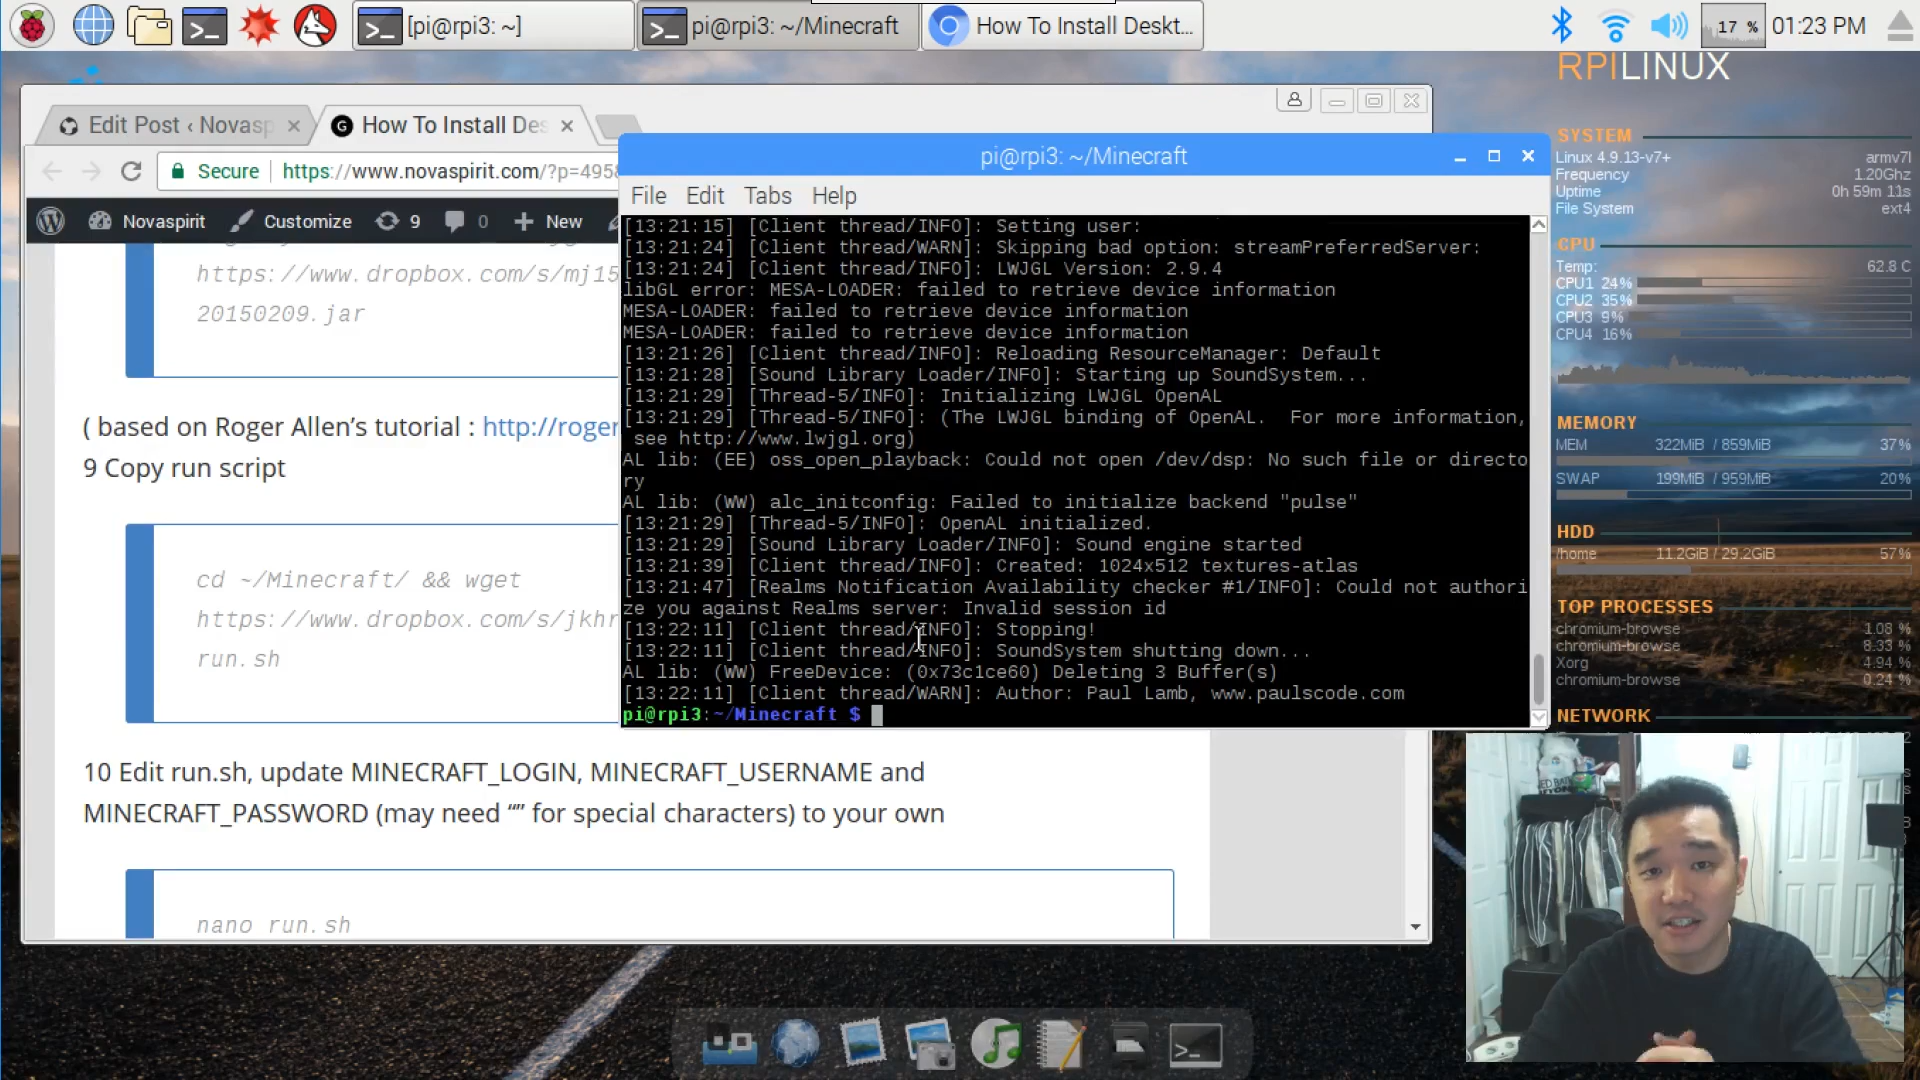 [pi@rpi3: ~]
pi@rpi3: ~/Minecraft
How To Install Deskt...
17 %
01:23 PM
RPILINUX
Edit Post ‹ Novasp
How To Install Des
Secure
https://www.novaspirit.com/?p=495
Novaspirit
Customize
9
0
New
https://www.dropbox.com/s/mj15
20150209.jar
( based on Roger Allen’s tutorial : http://roger
9 Copy run script
cd ~/Minecraft/ && wget
https://www.dropbox.com/s/jkhr
run.sh
10 Edit run.sh, update MINECRAFT_LOGIN, MINECRAFT_USERNAME and
MINECRAFT_PASSWORD (may need “” for special characters) to your own
nano run.sh
pi@rpi3: ~/Minecraft
File Edit Tabs Help
[13:21:15] [Client thread/INFO]: Setting user:
[13:21:24] [Client thread/WARN]: Skipping bad option: streamPreferredServer:
[13:21:24] [Client thread/INFO]: LWJGL Version: 2.9.4
libGL error: MESA-LOADER: failed to retrieve device information
MESA-LOADER: failed to retrieve device information
MESA-LOADER: failed to retrieve device information
[13:21:26] [Client thread/INFO]: Reloading ResourceManager: Default
[13:21:28] [Sound Library Loader/INFO]: Starting up SoundSystem...
[13:21:29] [Thread-5/INFO]: Initializing LWJGL OpenAL
[13:21:29] [Thread-5/INFO]: (The LWJGL binding of OpenAL.  For more information,
 see http://www.lwjgl.org)
AL lib: (EE) oss_open_playback: Could not open /dev/dsp: No such file or directo
ry
AL lib: (WW) alc_initconfig: Failed to initialize backend "pulse"
[13:21:29] [Thread-5/INFO]: OpenAL initialized.
[13:21:29] [Sound Library Loader/INFO]: Sound engine started
[13:21:39] [Client thread/INFO]: Created: 1024x512 textures-atlas
[13:21:47] [Realms Notification Availability checker #1/INFO]: Could not authori
ze you against Realms server: Invalid session id
[13:22:11] [Client thread/INFO]: Stopping!
[13:22:11] [Client thread/INFO]: SoundSystem shutting down...
AL lib: (WW) FreeDevice: (0x73c1ce60) Deleting 3 Buffer(s)
[13:22:11] [Client thread/WARN]: Author: Paul Lamb, www.paulscode.com
pi@rpi3:~/Minecraft $
SYSTEM
Linux 4.9.13-v7+ armv7l
Frequency 1.20Ghz
Uptime 0h 59m 11s
File System ext4
CPU
Temp: 62.8 C
CPU1 24%
CPU2 35%
CPU3 9%
CPU4 16%
MEMORY
MEM 322MiB / 859MiB 37%
SWAP 199MiB / 959MiB 20%
HDD
/home 11.2GiB / 29.2GiB 57%
TOP PROCESSES
chromium-browse 1.08 %
chromium-browse 8.33 %
Xorg 4.94 %
chromium-browse 0.24 %
NETWORK